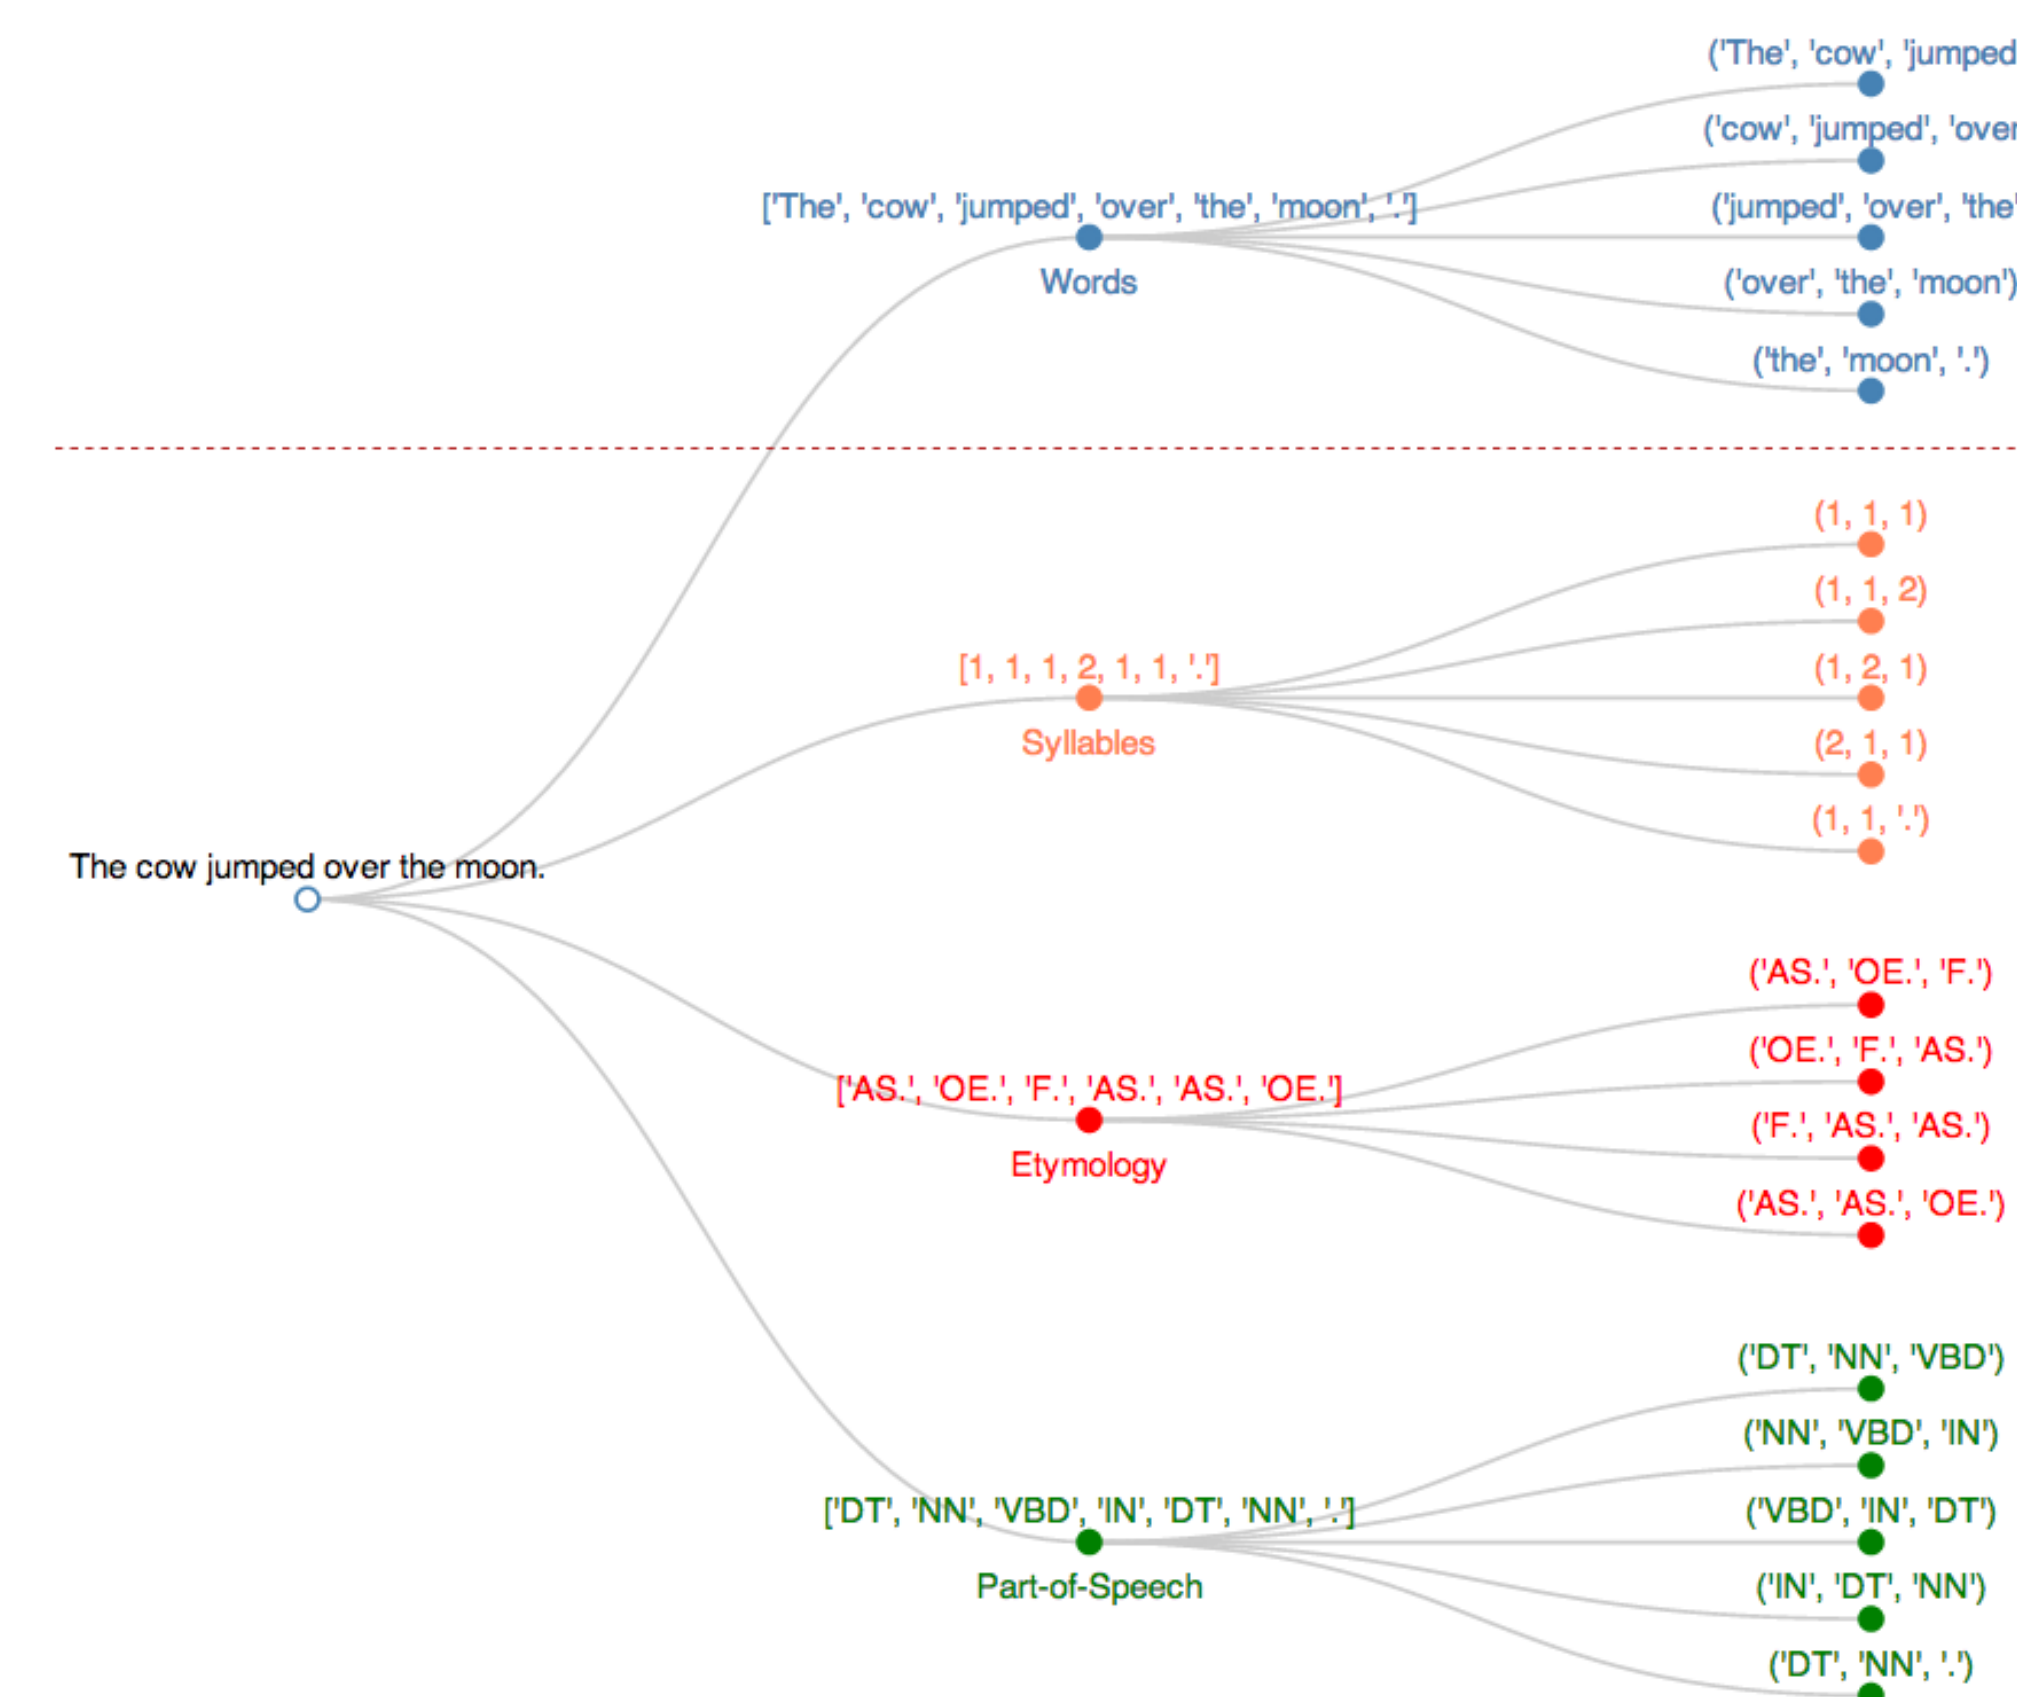 ('The', 'cow', 'jumped
('cow', 'jumped', 'over
['The', 'cow', 'jumped', 'over', 'the', 'moon', '.']
('jumped', 'over', 'the'
Words
('over', 'the', 'moon')
('the', 'moon', '.')
(1, 1, 1)
(1, 1, 2)
[1, 1, 1, 2, 1, 1, '.']
(1, 2, 1)
Syllables
(2, 1, 1)
(1, 1, '.')
The cow jumped over the moon.
('AS.', 'OE.', 'F.')
('OE.', 'F.', 'AS.')
['AS.', 'OE.', 'F.', 'AS.', 'AS.', 'OE.']
('F.', 'AS.', 'AS.')
Etymology
('AS.', 'AS.', 'OE.')
('DT', 'NN', 'VBD')
('NN', 'VBD', 'IN')
['DT', 'NN', 'VBD', 'IN', 'DT', 'NN', '.']
('VBD', 'IN', 'DT')
Part-of-Speech
('IN', 'DT', 'NN')
('DT', 'NN', '.')